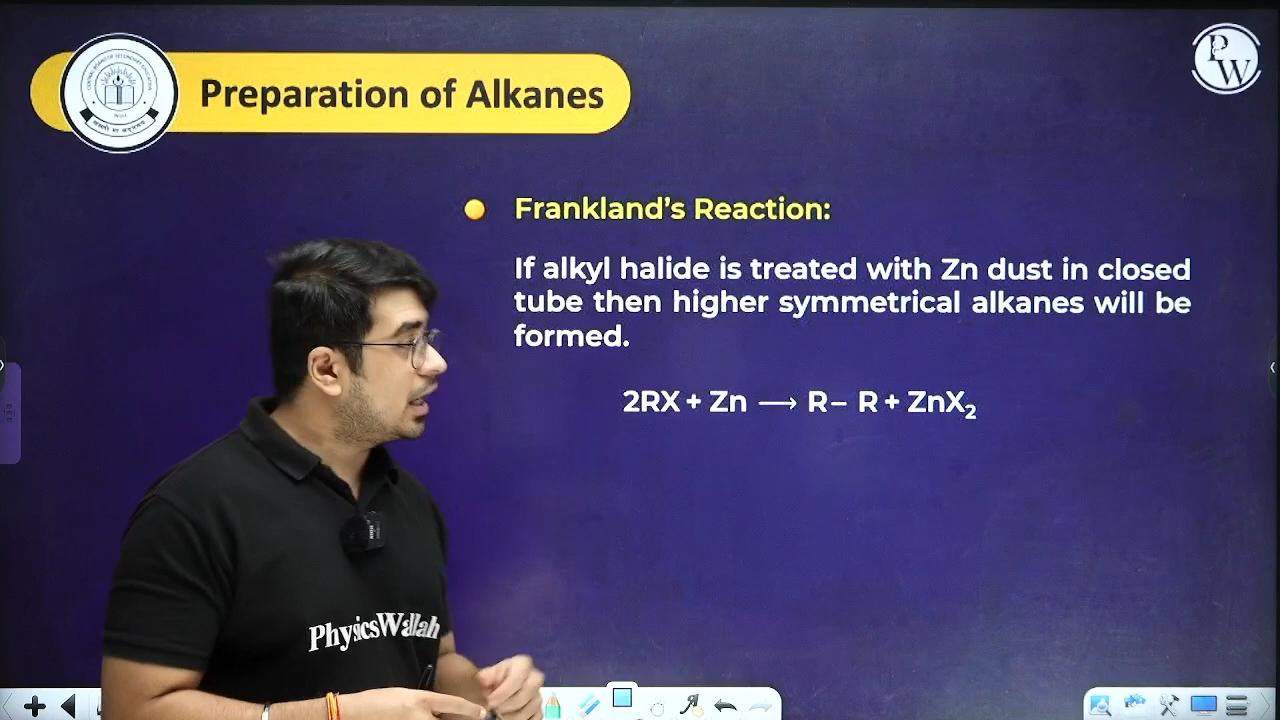 Preparation of Alkanes
PW
Frankland's Reaction:
If alkyl halide is treated with Zn dust in closed
tube then higher symmetrical alkanes will be
formed.
2RX + Zn ⟶ R – R + ZnX₂
PhysicsWallah